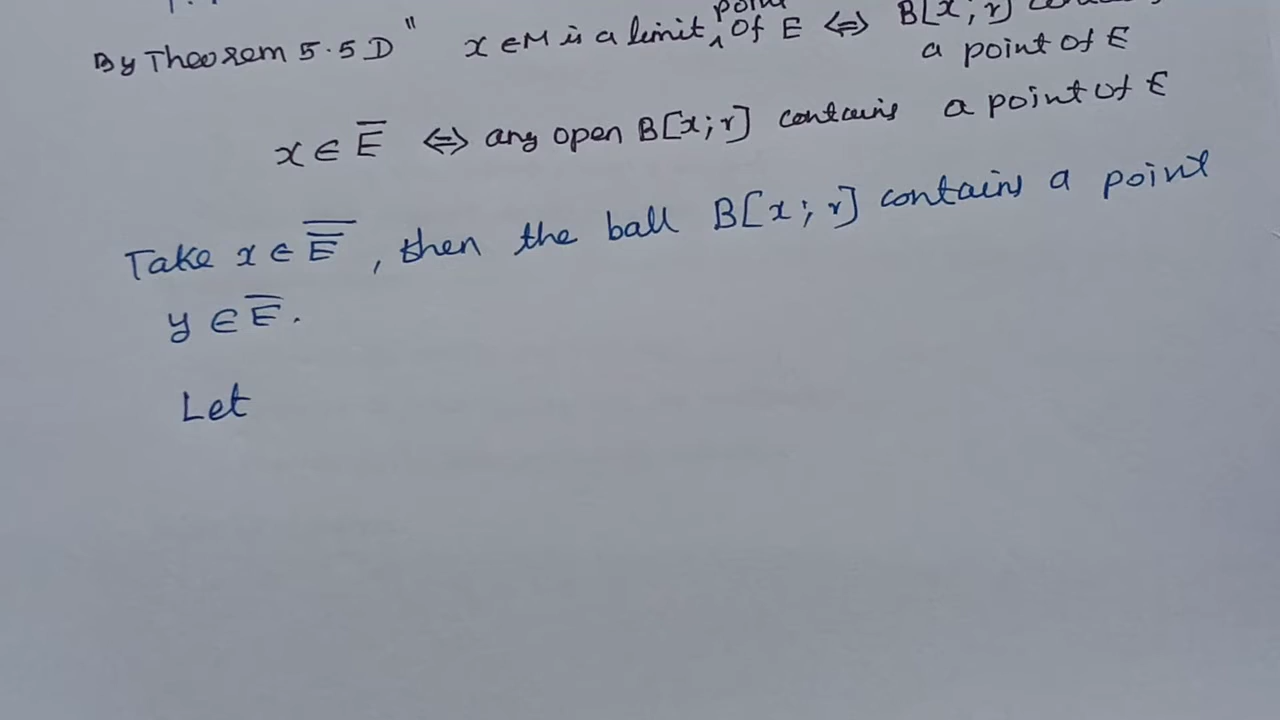 point
By Theorem 5.5D " x ∈ M is a limit ‸ of E ⇔ B[x; r]
a point of E
x ∈ E̅ ⇔ any open B[x; r] contains a point of E
Take x ∈ E̿, then the ball B[x; r] contains a point
y ∈ E̅.
Let